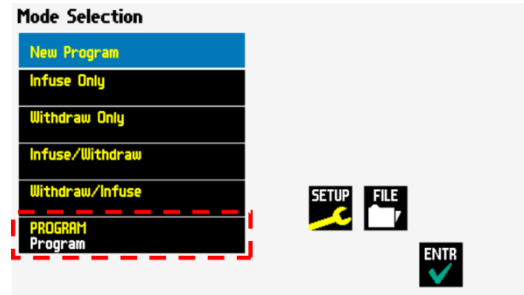 Mode Selection
New Program
Infuse Only
Withdraw Only
Infuse/Withdraw
Withdraw/Infuse
PROGRAM
Program
SETUP
FILE
ENTR